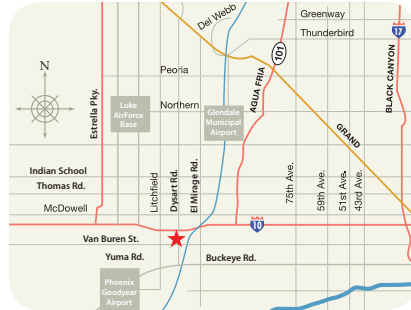 Del Webb
Greenway
Thunderbird
17
101
N
Peoria
Estrella Pky.
Luke
AirForce
Base
Northern
Glendale
Municipal
Airport
AGUA FRIA
BLACK CANYON
GRAND
Indian School
Thomas Rd.
McDowell
Litchfield
Dysart Rd.
El Mirage Rd.
75th Ave.
59th Ave.
51st Ave.
43rd Ave.
10
Van Buren St.
Yuma Rd.
Buckeye Rd.
Phoenix
Goodyear
Airport